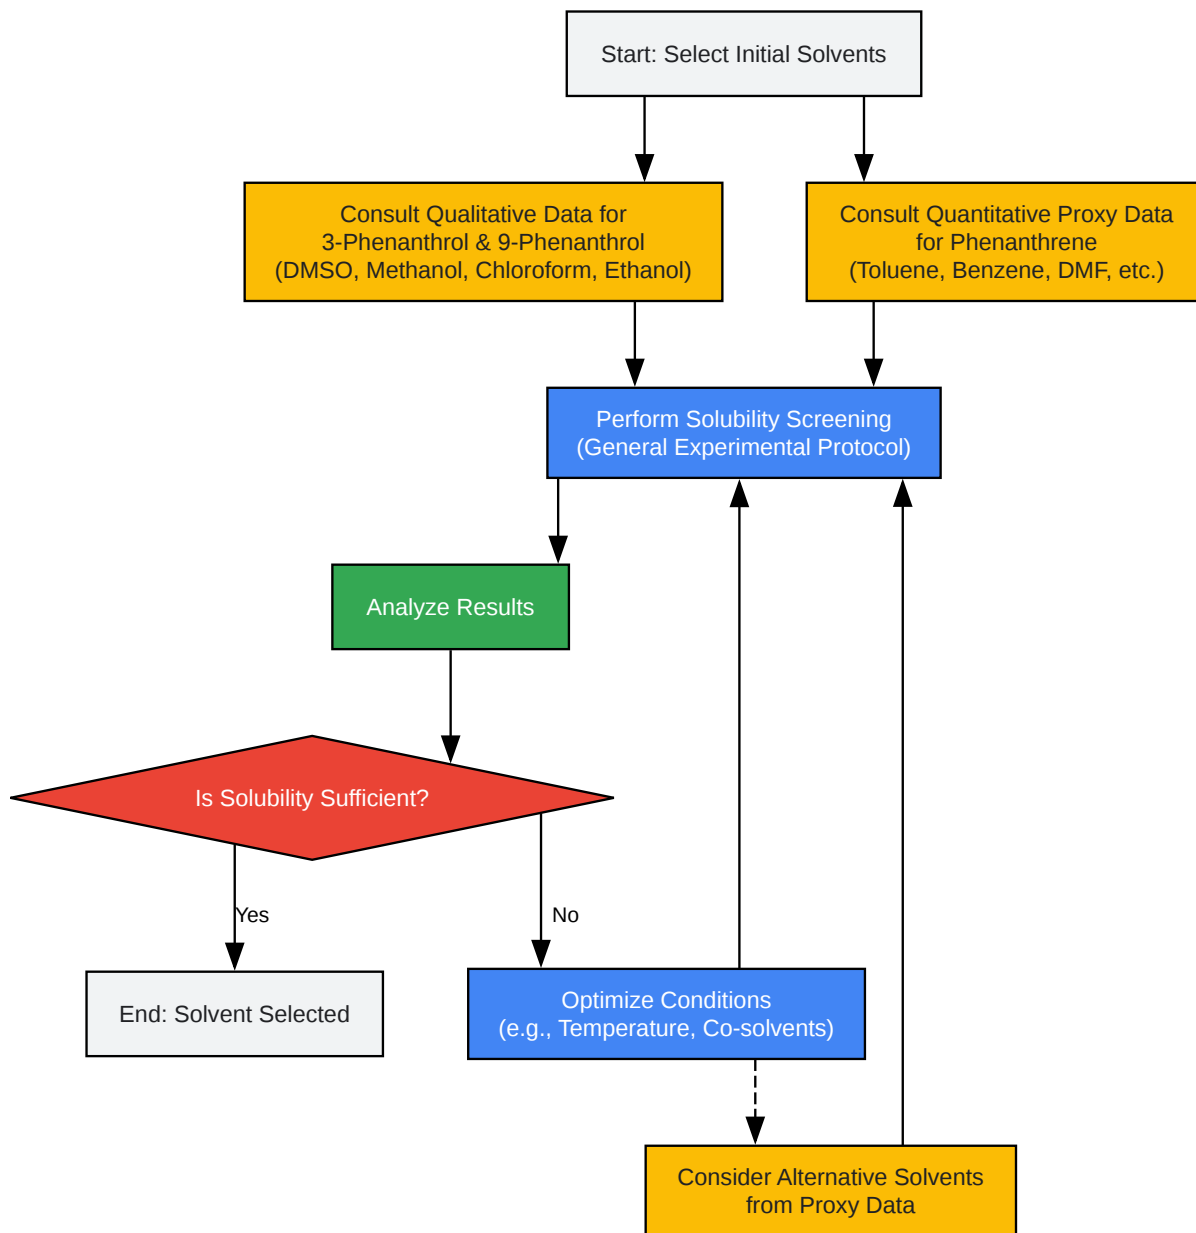 Start: Select Initial Solvents
Consult Qualitative Data for
3-Phenanthrol & 9-Phenanthrol
(DMSO, Methanol, Chloroform, Ethanol)
Consult Quantitative Proxy Data
for Phenanthrene
(Toluene, Benzene, DMF, etc.)
Perform Solubility Screening
(General Experimental Protocol)
Analyze Results
Is Solubility Sufficient?
Yes
No
End: Solvent Selected
Optimize Conditions
(e.g., Temperature, Co-solvents)
Consider Alternative Solvents
from Proxy Data